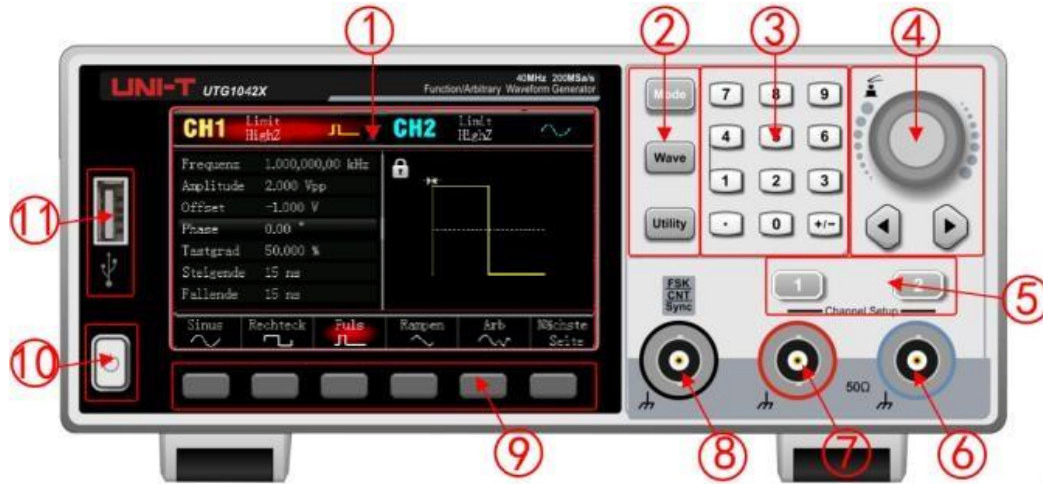 ① ② ③ ④
UNI-T UTG1042X
40MHz 200MSa/s
Function/Arbitrary Waveform Generator
CH1 Limit HighZ CH2 Limit HighZ
Frequenz 1.000,000,00 kHz
Amplitude 2.000 Vpp
Offset -1.000 V
Phase 0.00 °
Tastgrad 50.000 %
Steigende 15 ns
Fallende 15 ns
Sinus Rechteck Puls Rampen Arb Nächste Seite
Mode
Wave
Utility
7 8 9
4 5 6
1 2 3
· 0 +/-
1 2
Channel Setup
FSK
CNT
Sync
50Ω
⑪
⑤
⑩
⑨ ⑧ ⑦ ⑥